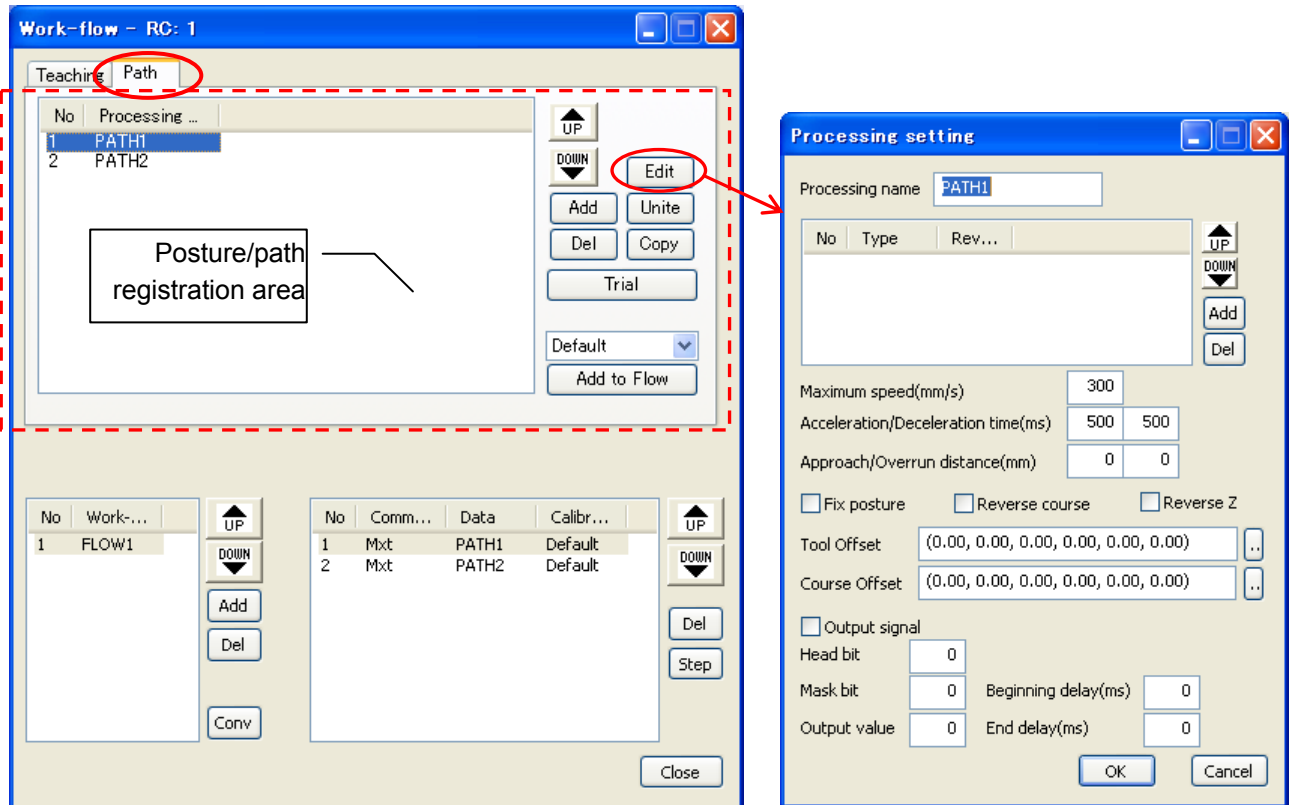 Work-flow - RC: 1
Teaching Path
No Processing ...
1 PATH1
2 PATH2
UP
DOWN
Edit
Add Unite
Del Copy
Trial
Default
Add to Flow
Posture/path
registration area
No Work-...
1 FLOW1
UP
DOWN
Add
Del
Conv
No Comm... Data Calibr...
1 Mxt PATH1 Default
2 Mxt PATH2 Default
UP
DOWN
Del
Step
Close
Processing setting
Processing name PATH1
No Type Rev...
UP
DOWN
Add
Del
Maximum speed(mm/s) 300
Acceleration/Deceleration time(ms) 500 500
Approach/Overrun distance(mm) 0 0
Fix posture Reverse course Reverse Z
Tool Offset (0.00, 0.00, 0.00, 0.00, 0.00, 0.00) ..
Course Offset (0.00, 0.00, 0.00, 0.00, 0.00, 0.00) ..
Output signal
Head bit 0
Mask bit 0 Beginning delay(ms) 0
Output value 0 End delay(ms) 0
OK Cancel